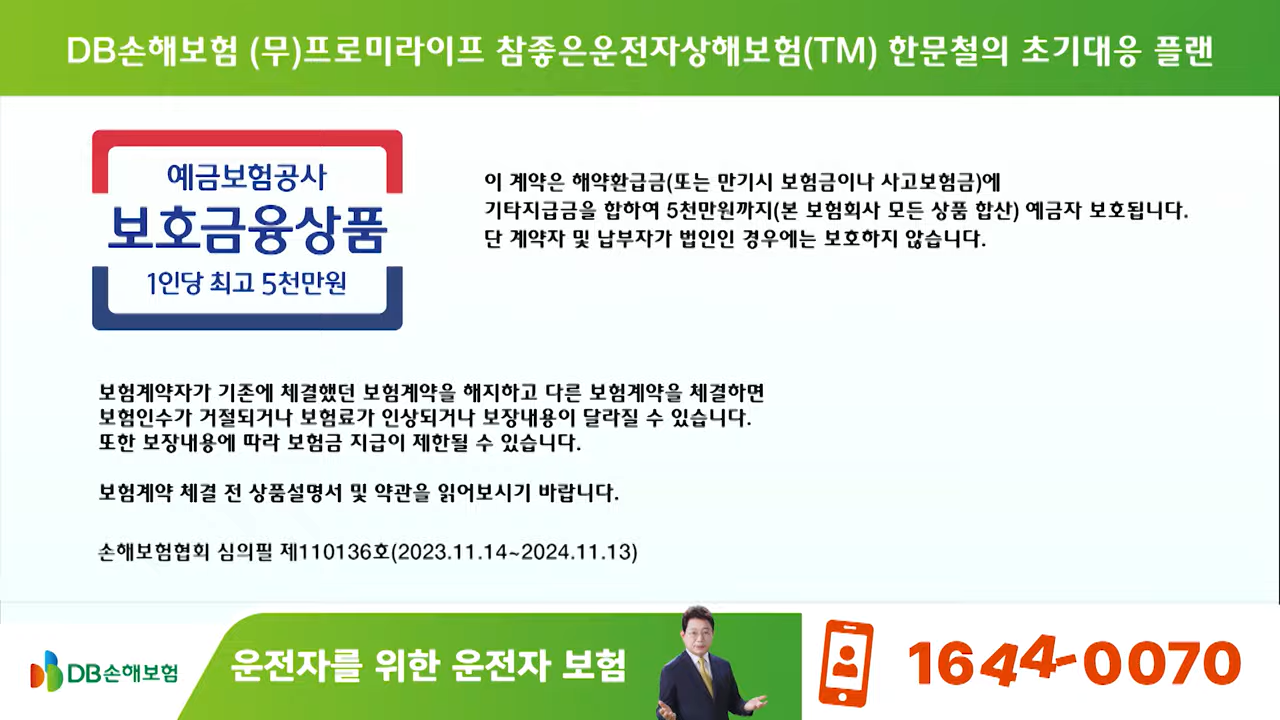 DB손해보험 (무)프로미라이프 참좋은운전자상해보험(TM) 한문철의 초기대응 플랜
예금보험공사
보호금융상품
1인당 최고 5천만원
이 계약은 해약환급금(또는 만기시 보험금이나 사고보험금)에
기타지급금을 합하여 5천만원까지(본 보험회사 모든 상품 합산) 예금자 보호됩니다.
단 계약자 및 납부자가 법인인 경우에는 보호하지 않습니다.
보험계약자가 기존에 체결했던 보험계약을 해지하고 다른 보험계약을 체결하면
보험인수가 거절되거나 보험료가 인상되거나 보장내용이 달라질 수 있습니다.
또한 보장내용에 따라 보험금 지급이 제한될 수 있습니다.
보험계약 체결 전 상품설명서 및 약관을 읽어보시기 바랍니다.
손해보험협회 심의필 제110136호(2023.11.14~2024.11.13)
DB손해보험
운전자를 위한 운전자 보험
1644-0070